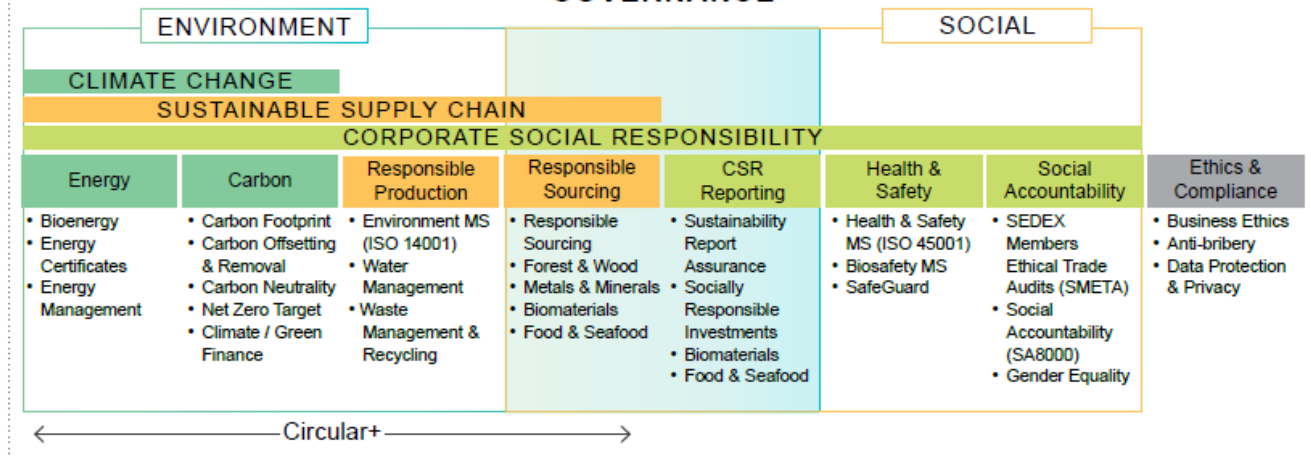 GOVERNANCE
ENVIRONMENT
SOCIAL
CLIMATE CHANGE
SUSTAINABLE SUPPLY CHAIN
CORPORATE SOCIAL RESPONSIBILITY
Energy
• Bioenergy
• Energy
Certificates
• Energy
Management
Carbon
• Carbon Footprint
• Carbon Offsetting
& Removal
• Carbon Neutrality
• Net Zero Target
• Climate / Green
Finance
Responsible
Production
• Environment MS
(ISO 14001)
• Water
Management
• Waste
Management &
Recycling
Responsible
Sourcing
• Responsible
Sourcing
• Forest & Wood
• Metals & Minerals
• Biomaterials
• Food & Seafood
CSR
Reporting
• Sustainability
Report
Assurance
• Socially
Responsible
Investments
• Biomaterials
• Food & Seafood
Health &
Safety
• Health & Safety
MS (ISO 45001)
• Biosafety MS
• SafeGuard
Social
Accountability
• SEDEX
Members
Ethical Trade
Audits (SMETA)
• Social
Accountability
(SA8000)
• Gender Equality
Ethics &
Compliance
• Business Ethics
• Anti-bribery
• Data Protection
& Privacy
Circular+